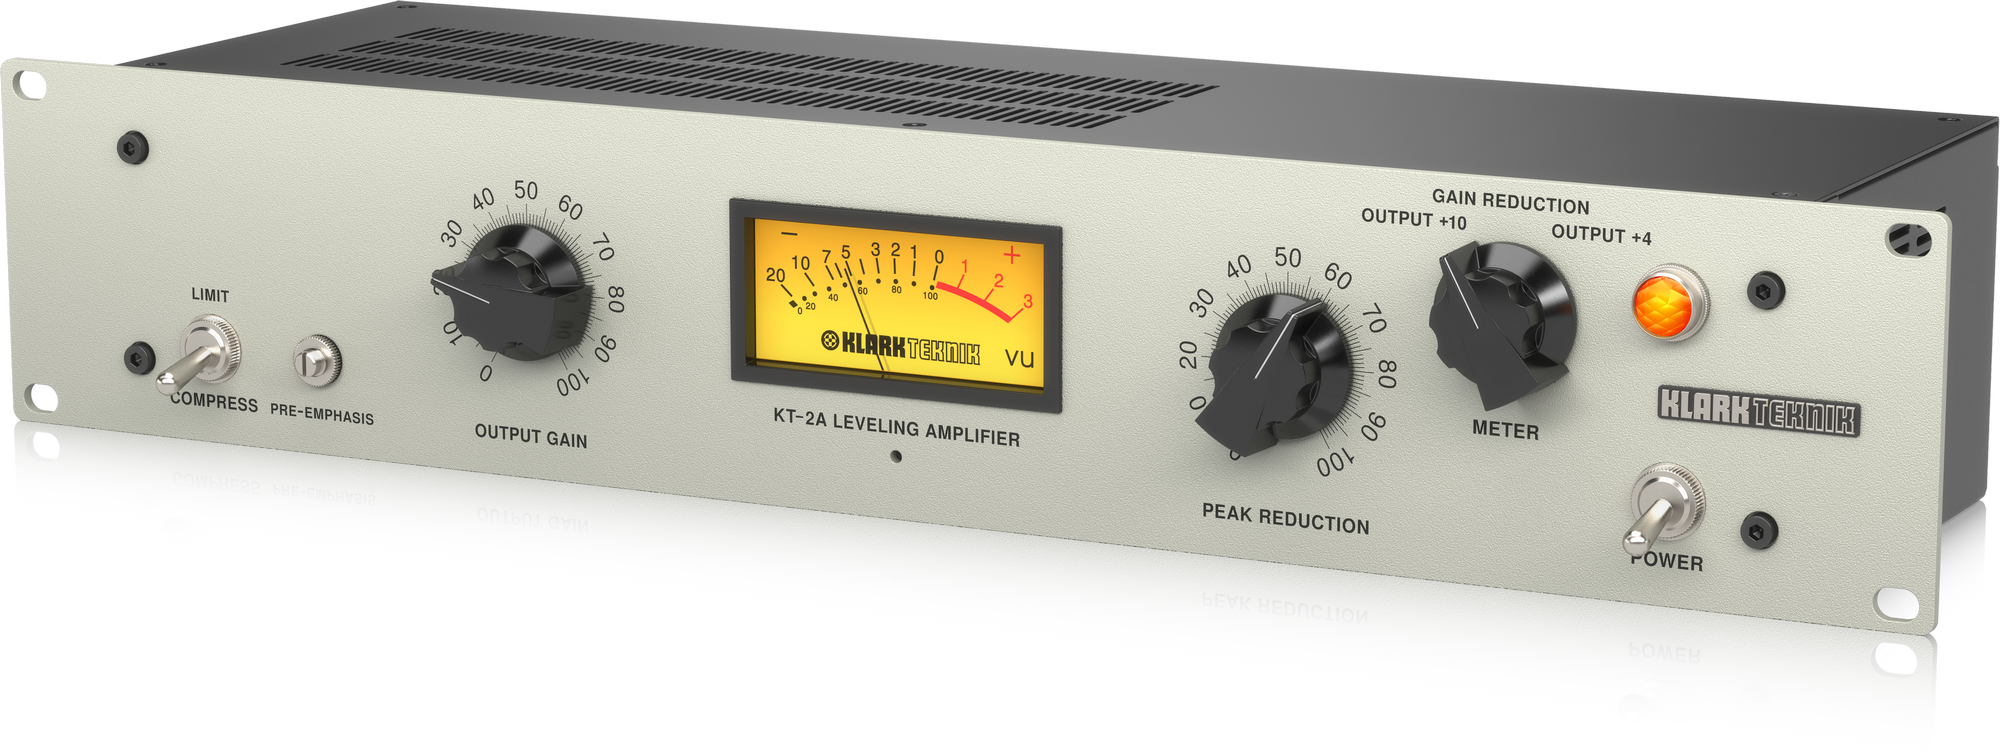 LIMIT
COMPRESS
PRE-EMPHASIS
0 10 30 40 50 60 70 80 90 100
OUTPUT GAIN
− +
20 10 7 5 3 2 1 0 1 2 3
0 20 40 60 80 100
KLARK TEKNIK
VU
KT-2A LEVELING AMPLIFIER
0 20 30 40 50 60 70 80 90 100
PEAK REDUCTION
GAIN REDUCTION
OUTPUT +10
OUTPUT +4
METER
KLARK TEKNIK
POWER